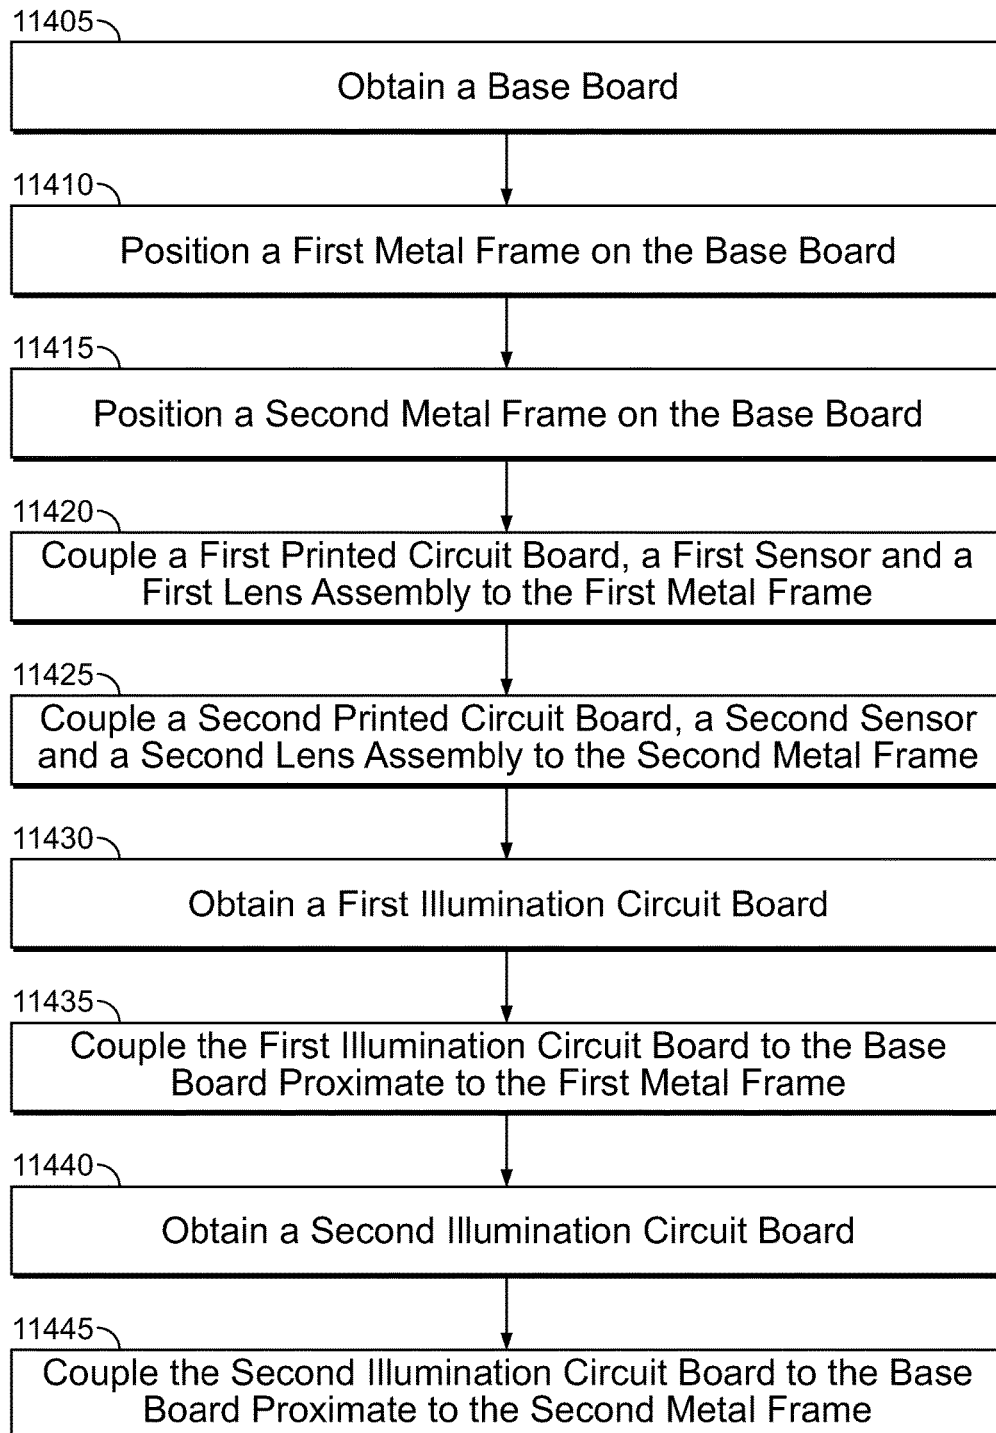 11405
Obtain a Base Board
11410
Position a First Metal Frame on the Base Board
11415
Position a Second Metal Frame on the Base Board
11420
Couple a First Printed Circuit Board, a First Sensor and a
First Lens Assembly to the First Metal Frame
11425
Couple a Second Printed Circuit Board, a Second Sensor
and a Second Lens Assembly to the Second Metal Frame
11430
Obtain a First Illumination Circuit Board
11435
Couple the First Illumination Circuit Board to the Base
Board Proximate to the First Metal Frame
11440
Obtain a Second Illumination Circuit Board
11445
Couple the Second Illumination Circuit Board to the Base
Board Proximate to the Second Metal Frame